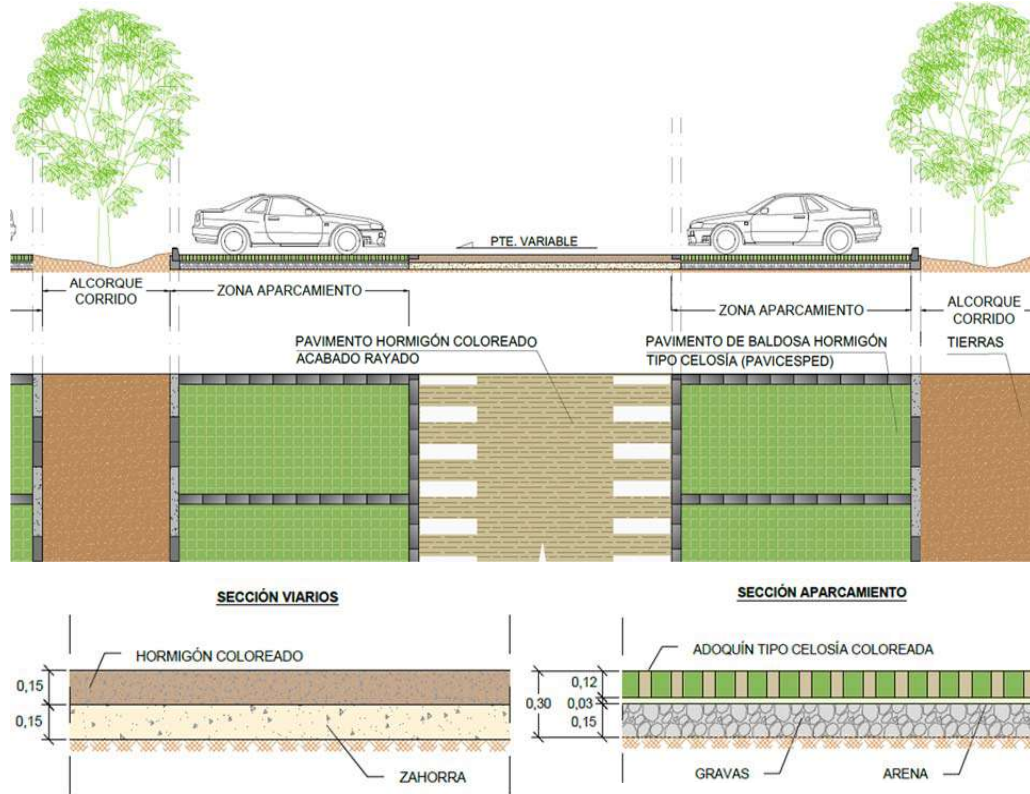 PTE. VARIABLE
ALCORQUE
CORRIDO
ZONA APARCAMIENTO
ZONA APARCAMIENTO
ALCORQUE
CORRIDO
PAVIMENTO HORMIGÓN COLOREADO
ACABADO RAYADO
PAVIMENTO DE BALDOSA HORMIGÓN
TIPO CELOSÍA (PAVICESPED)
TIERRAS
SECCIÓN VIARIOS
HORMIGÓN COLOREADO
0,15
0,15
ZAHORRA
SECCIÓN APARCAMIENTO
ADOQUÍN TIPO CELOSÍA COLOREADA
0,12
0,30
0,03
0,15
GRAVAS
ARENA